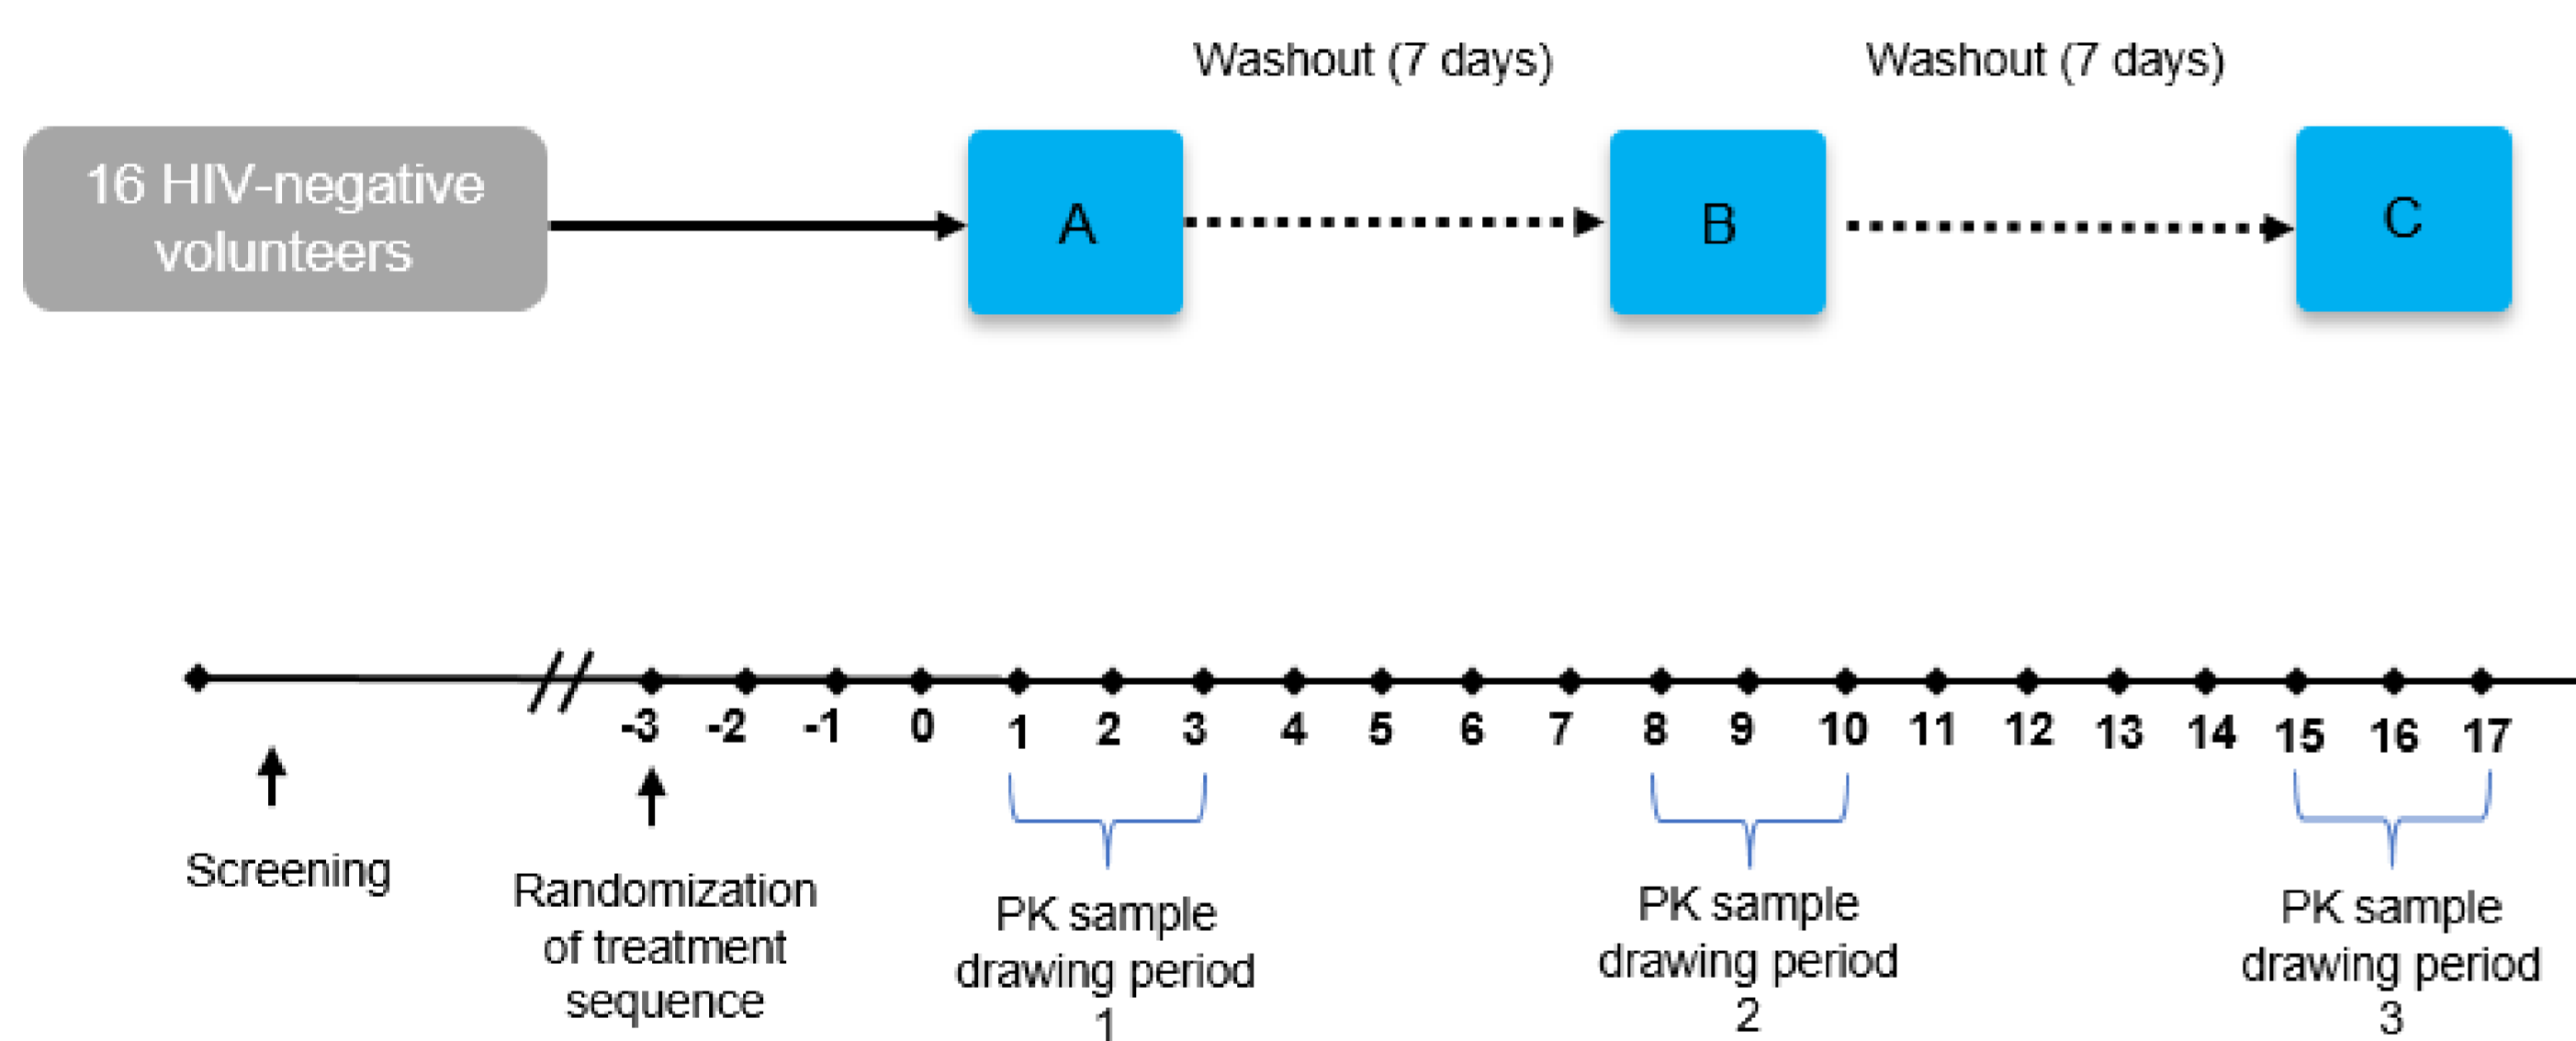 Washout (7 days)
Washout (7 days)
16 HIV-negative
volunteers
A
B
C
-3 -2 -1 0 1 2 3 4 5 6 7 8 9 10 11 12 13 14 15 16 17
Screening
Randomization
of treatment
sequence
PK sample
drawing period
1
PK sample
drawing period
2
PK sample
drawing period
3